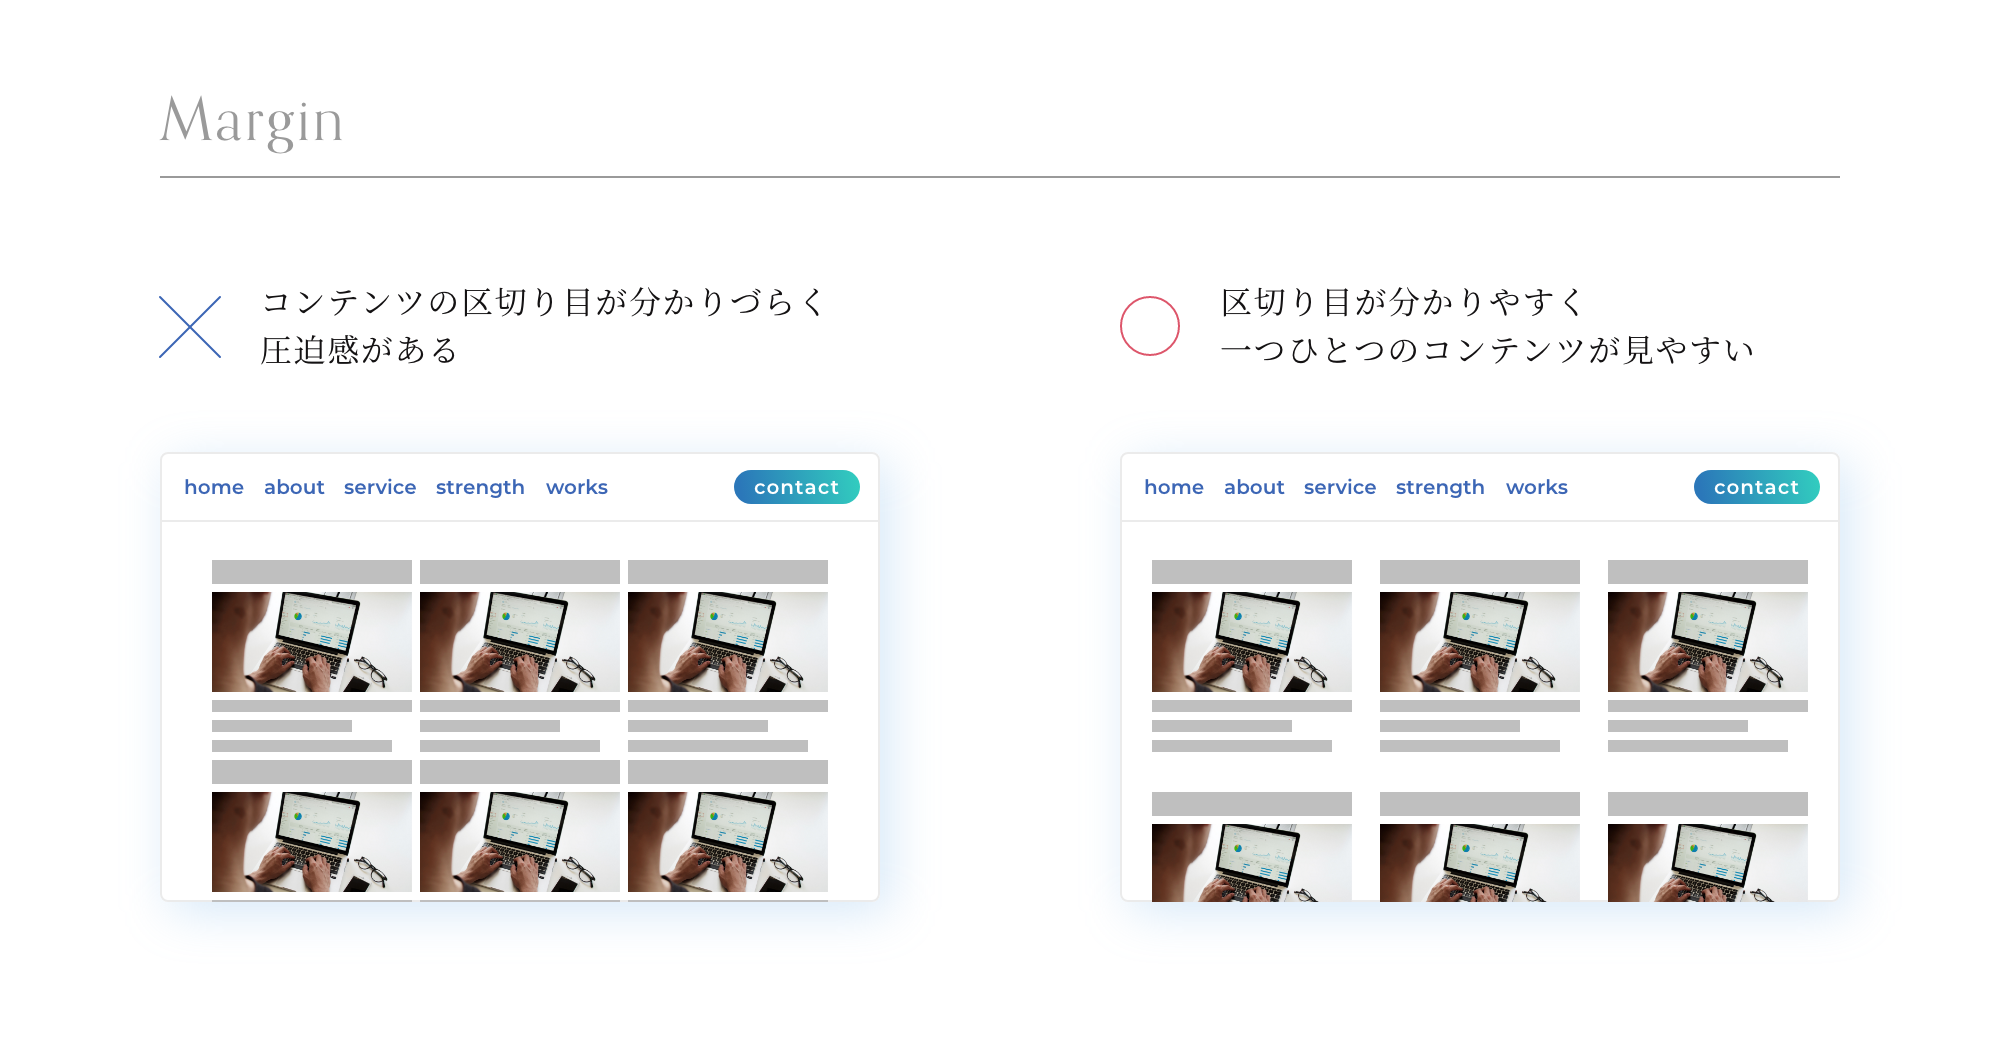 Margin
コンテンツの区切り目が分かりづらく
圧迫感がある
区切り目が分かりやすく
一つひとつのコンテンツが見やすい
home about service strength works contact
home about service strength works contact